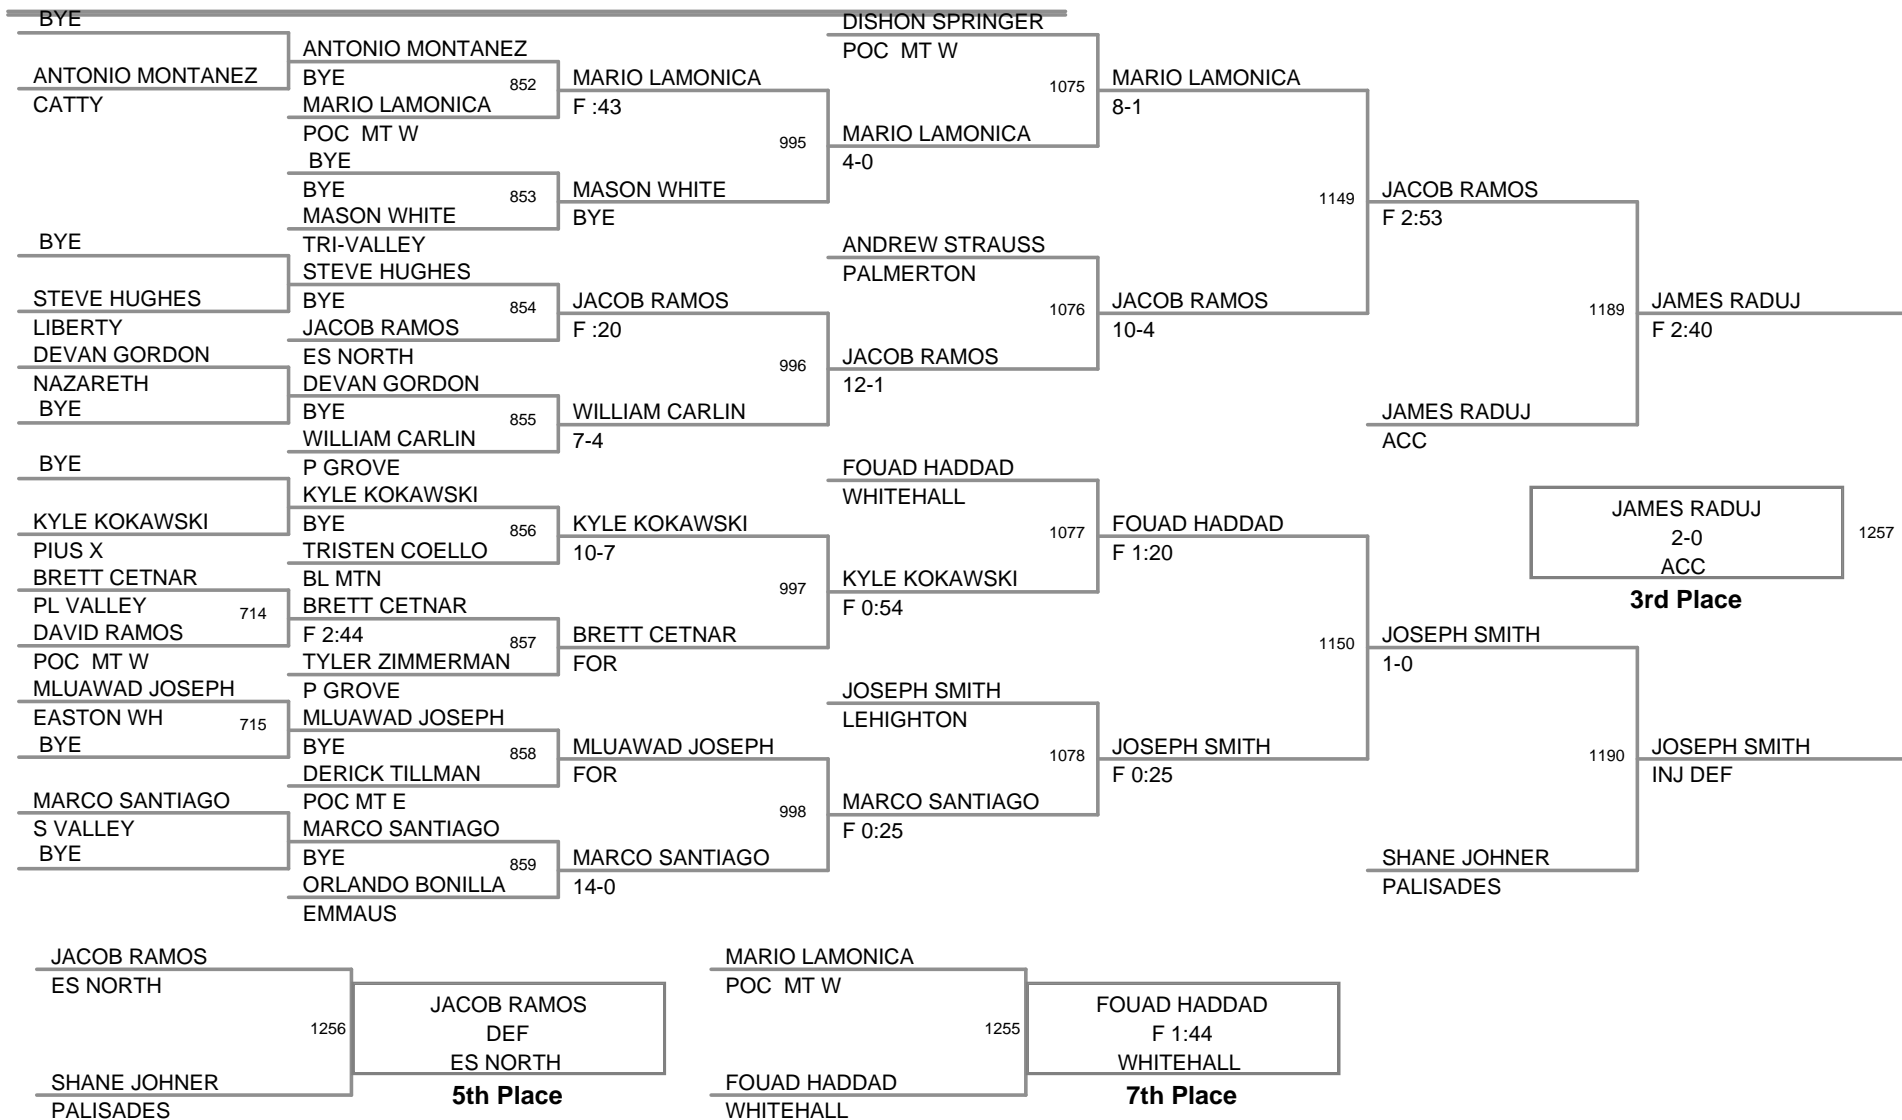 BYE
ANTONIO MONTANEZ
CATTY
BYE
STEVE HUGHES
LIBERTY
DEVAN GORDON
NAZARETH
BYE
BYE
KYLE KOKAWSKI
PIUS X
BRETT CETNAR
PL VALLEY
714
DAVID RAMOS
POC MT W
MLUAWAD JOSEPH
EASTON WH
715
BYE
MARCO SANTIAGO
S VALLEY
BYE
ANTONIO MONTANEZ
BYE
852
MARIO LAMONICA
POC MT W
BYE
BYE
853
MASON WHITE
TRI-VALLEY
STEVE HUGHES
BYE
854
JACOB RAMOS
ES NORTH
DEVAN GORDON
BYE
855
WILLIAM CARLIN
P GROVE
KYLE KOKAWSKI
BYE
856
TRISTEN COELLO
BL MTN
BRETT CETNAR
F 2:44
857
TYLER ZIMMERMAN
P GROVE
MLUAWAD JOSEPH
BYE
858
DERICK TILLMAN
POC MT E
MARCO SANTIAGO
BYE
859
ORLANDO BONILLA
EMMAUS
MARIO LAMONICA
F :43
995
MASON WHITE
BYE
JACOB RAMOS
F :20
996
WILLIAM CARLIN
7-4
KYLE KOKAWSKI
10-7
997
BRETT CETNAR
FOR
MLUAWAD JOSEPH
FOR
998
MARCO SANTIAGO
14-0
DISHON SPRINGER
POC MT W
1075
MARIO LAMONICA
4-0
ANDREW STRAUSS
PALMERTON
1076
JACOB RAMOS
12-1
FOUAD HADDAD
WHITEHALL
1077
KYLE KOKAWSKI
F 0:54
JOSEPH SMITH
LEHIGHTON
1078
MARCO SANTIAGO
F 0:25
MARIO LAMONICA
8-1
1149
JACOB RAMOS
10-4
FOUAD HADDAD
F 1:20
1150
JOSEPH SMITH
F 0:25
JACOB RAMOS
F 2:53
1189
JAMES RADUJ
ACC
JOSEPH SMITH
1-0
1190
SHANE JOHNER
PALISADES
JAMES RADUJ
F 2:40
JAMES RADUJ
2-0
ACC
1257
3rd Place
JOSEPH SMITH
INJ DEF
JACOB RAMOS
ES NORTH
1256
SHANE JOHNER
PALISADES
JACOB RAMOS
DEF
ES NORTH
5th Place
MARIO LAMONICA
POC MT W
1255
FOUAD HADDAD
WHITEHALL
FOUAD HADDAD
F 1:44
WHITEHALL
7th Place